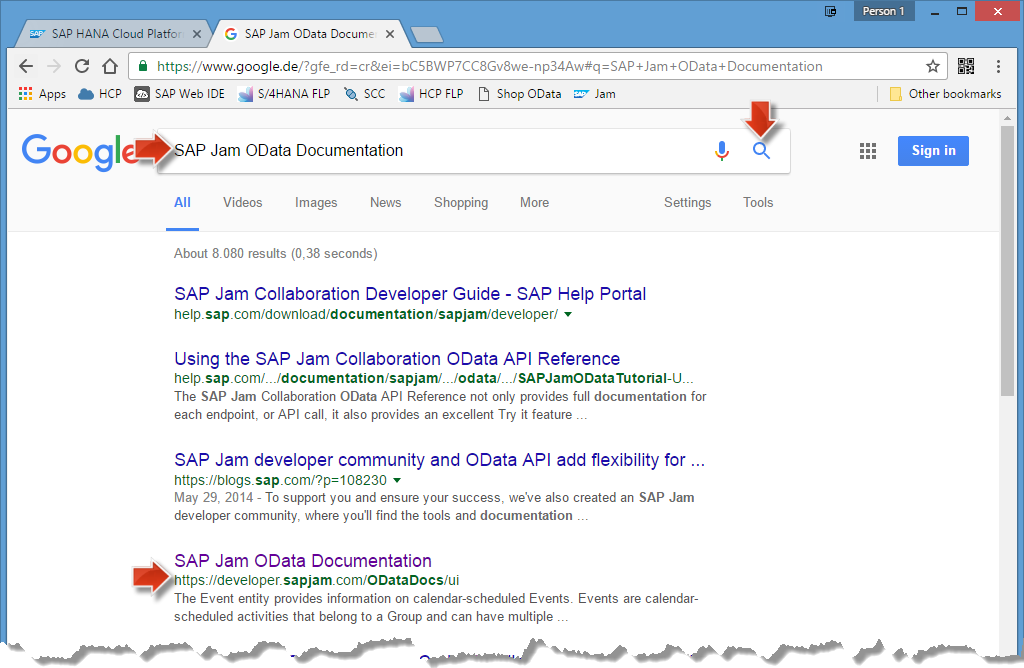 Person 1
SAP HANA Cloud Platfor
SAP Jam OData Docume
https://www.google.de/?gfe_rd=cr&ei=bC5BWP7CC8Gv8we-np34Aw#q=SAP+Jam+OData+Documentation
Apps HCP SAP Web IDE S/4HANA FLP SCC HCP FLP Shop OData SAP Jam Other bookmarks
Google
SAP Jam OData Documentation
Sign in
All Videos Images News Shopping More Settings Tools
About 8.080 results (0,38 seconds)
SAP Jam Collaboration Developer Guide - SAP Help Portal
help.sap.com/download/documentation/sapjam/developer/
Using the SAP Jam Collaboration OData API Reference
help.sap.com/.../documentation/sapjam/.../odata/.../SAPJamODataTutorial-U...
The SAP Jam Collaboration OData API Reference not only provides full documentation for
each endpoint, or API call, it also provides an excellent Try it feature ...
SAP Jam developer community and OData API add flexibility for ...
https://blogs.sap.com/?p=108230
May 29, 2014 - To support you and ensure your success, we've also created an SAP Jam
developer community, where you'll find the tools and documentation ...
SAP Jam OData Documentation
https://developer.sapjam.com/ODataDocs/ui
The Event entity provides information on calendar-scheduled Events. Events are calendar-
scheduled activities that belong to a Group and can have multiple ...